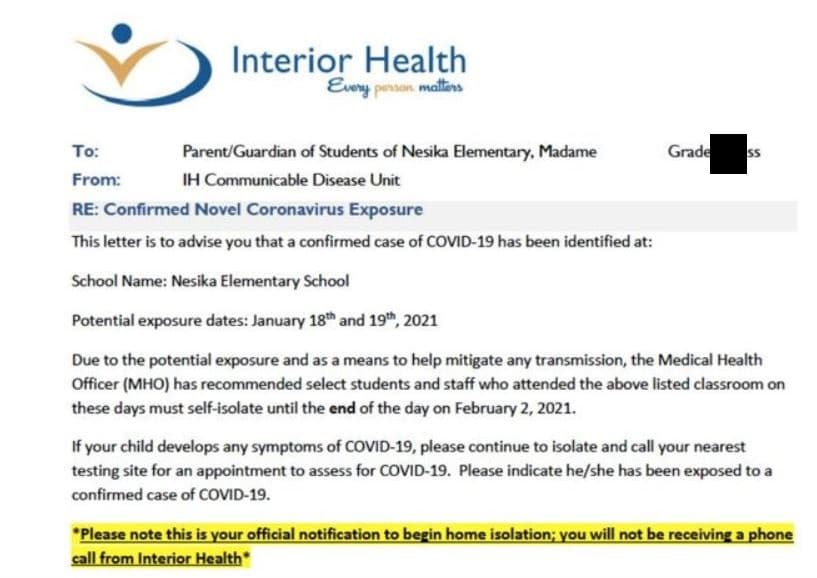 Interior Health
Every person matters
To: Parent/Guardian of Students of Nesika Elementary, Madame Grade ss
From: IH Communicable Disease Unit
RE: Confirmed Novel Coronavirus Exposure
This letter is to advise you that a confirmed case of COVID-19 has been identified at:
School Name: Nesika Elementary School
Potential exposure dates: January 18th and 19th, 2021
Due to the potential exposure and as a means to help mitigate any transmission, the Medical Health
Officer (MHO) has recommended select students and staff who attended the above listed classroom on
these days must self-isolate until the end of the day on February 2, 2021.
If your child develops any symptoms of COVID-19, please continue to isolate and call your nearest
testing site for an appointment to assess for COVID-19. Please indicate he/she has been exposed to a
confirmed case of COVID-19.
*Please note this is your official notification to begin home isolation; you will not be receiving a phone
call from Interior Health*